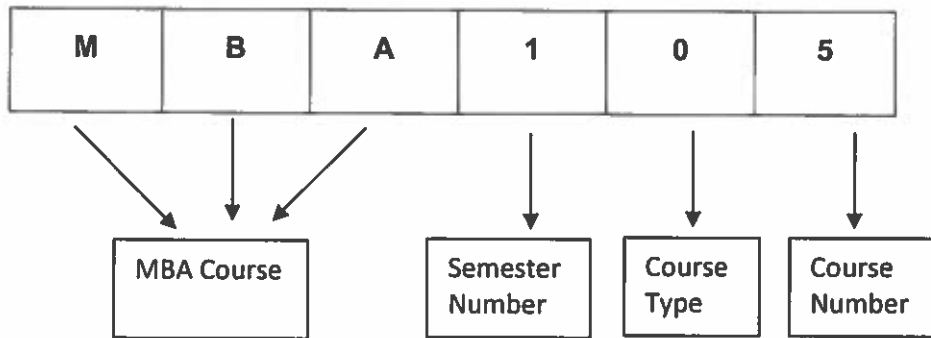 M B A 1 0 5
MBA Course
Semester
Number
Course
Type
Course
Number